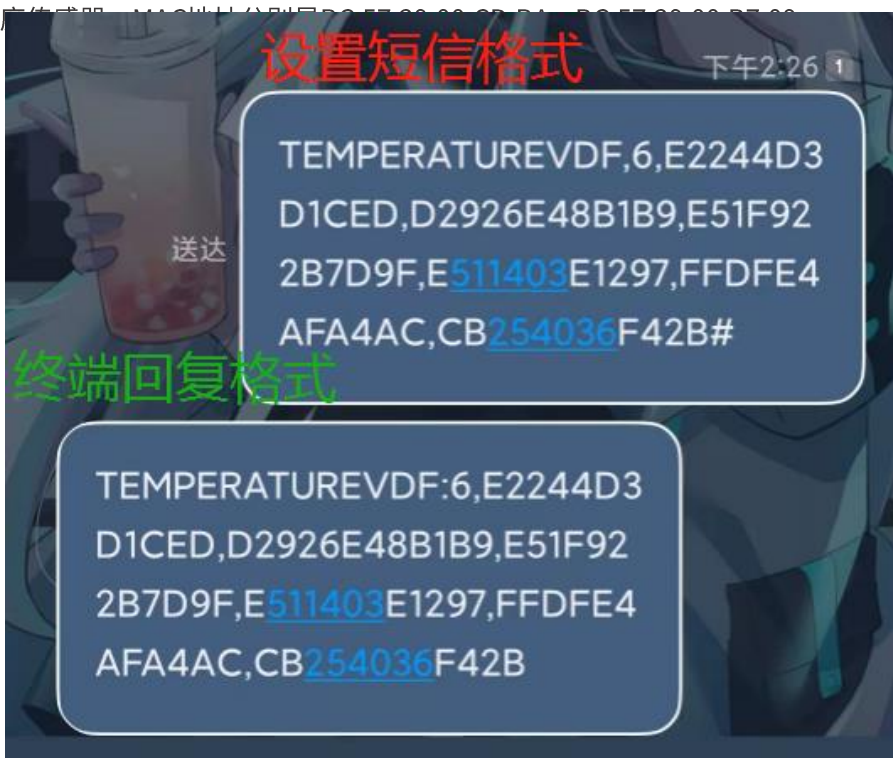 设置短信格式
下午2:26 1
TEMPERATUREVDF,6,E2244D3
D1CED,D2926E48B1B9,E51F92
2B7D9F,E511403E1297,FFDFE4
AFA4AC,CB254036F42B#
送达
终端回复格式
TEMPERATUREVDF:6,E2244D3
D1CED,D2926E48B1B9,E51F92
2B7D9F,E511403E1297,FFDFE4
AFA4AC,CB254036F42B